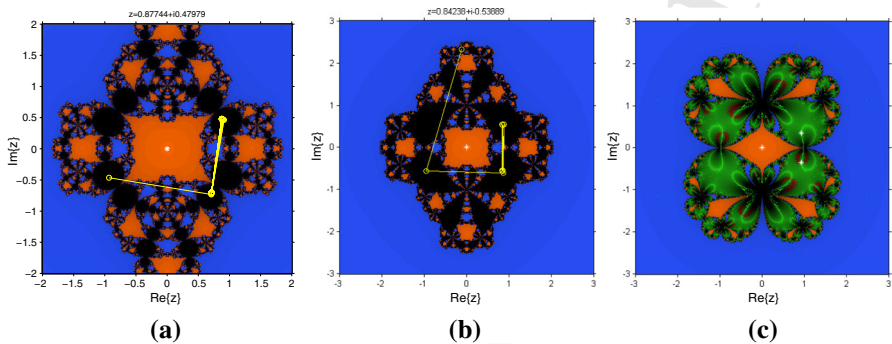 z=0.87744+i0.47979
Im{z}
2
1.5
1
0.5
0
−0.5
−1
−1.5
−2
−2 −1.5 −1 −0.5 0 0.5 1 1.5 2
Re{z}
(a)
z=0.84238+i-0.53889
Im{z}
3
2
1
0
-1
-2
-3
-3 -2 -1 0 1 2 3
Re{z}
(b)
Im{z}
3
2
1
0
-1
-2
-3
-3 -2 -1 0 1 2 3
Re{z}
(c)